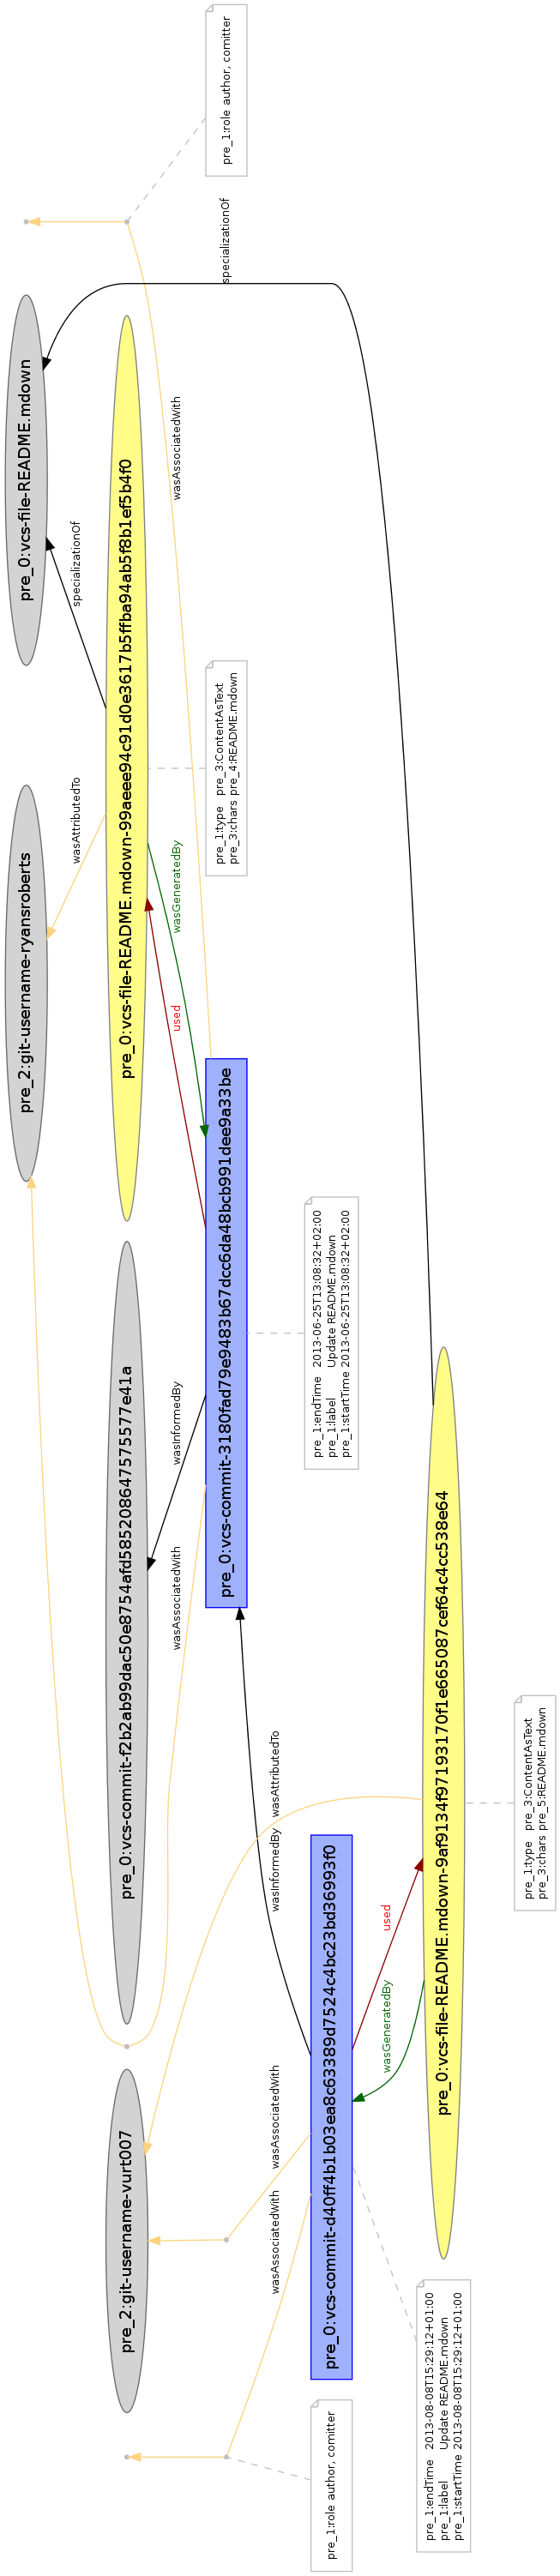 pre_1:role author, comitter
specializationOf
pre_0:vcs-file-README.mdown
wasAssociatedWith
specializationOf
pre_0:vcs-file-README.mdown-99aeee94c91d0e3617b5ffba94ab5f8b1ef5b4f0
pre_1:type pre_3:ContentAsText
pre_3:chars pre_4:README.mdown
wasAttributedTo
pre_2:git-username-ryansroberts
wasGeneratedBy
used
pre_0:vcs-commit-3180fad79e9483b67dcc6da48bcb991dee9a33be
pre_1:endTime 2013-06-25T13:08:32+02:00
pre_1:label Update README.mdown
pre_1:startTime 2013-06-25T13:08:32+02:00
wasInformedBy
pre_0:vcs-commit-f2b2ab99dac50e8754afd585208647575577e41a
wasAssociatedWith
pre_0:vcs-file-README.mdown-9af9134f97193170f1e665087cef64c4cc538e64
pre_1:type pre_3:ContentAsText
pre_3:chars pre_5:README.mdown
wasAttributedTo
wasInformedBy
used
wasGeneratedBy
pre_0:vcs-commit-d40ff4b1b03ea8c63389d7524c4bc23bd36993f0
wasAssociatedWith
wasAssociatedWith
pre_2:git-username-vurt007
pre_1:endTime 2013-08-08T15:29:12+01:00
pre_1:label Update README.mdown
pre_1:startTime 2013-08-08T15:29:12+01:00
pre_1:role author, comitter